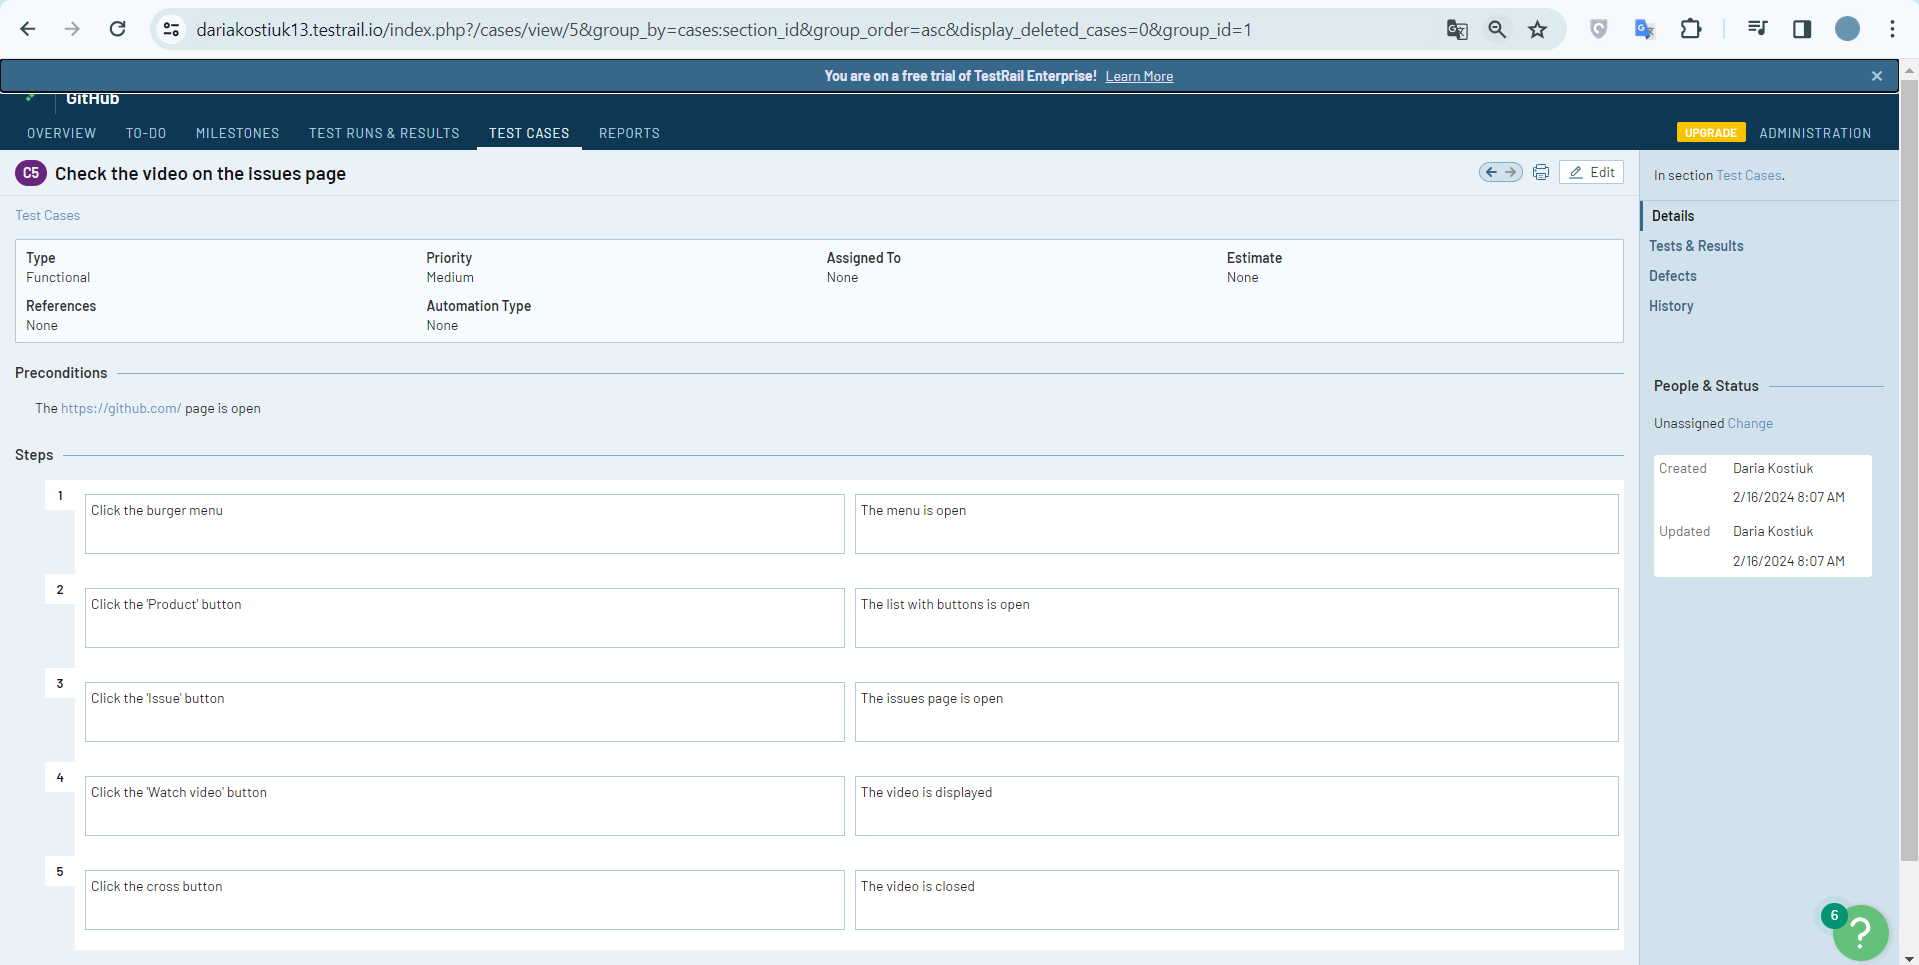 dariakostiuk13.testrail.io/index.php?/cases/view/5&group_by=cases:section_id&group_order=asc&display_deleted_cases=0&group_id=1
You are on a free trial of TestRail Enterprise! Learn More
GitHub
OVERVIEW TO-DO MILESTONES TEST RUNS & RESULTS TEST CASES REPORTS UPGRADE ADMINISTRATION
C5 Check the video on the issues page
Edit
In section Test Cases.
Test Cases
Details
Tests & Results
Defects
History
Type Priority Assigned To Estimate
Functional Medium None None
References Automation Type
None None
Preconditions
The https://github.com/ page is open
People & Status
Unassigned Change
Created Daria Kostiuk
2/16/2024 8:07 AM
Updated Daria Kostiuk
2/16/2024 8:07 AM
Steps
1 Click the burger menu The menu is open
2 Click the 'Product' button The list with buttons is open
3 Click the 'Issue' button The issues page is open
4 Click the 'Watch video' button The video is displayed
5 Click the cross button The video is closed
6
?